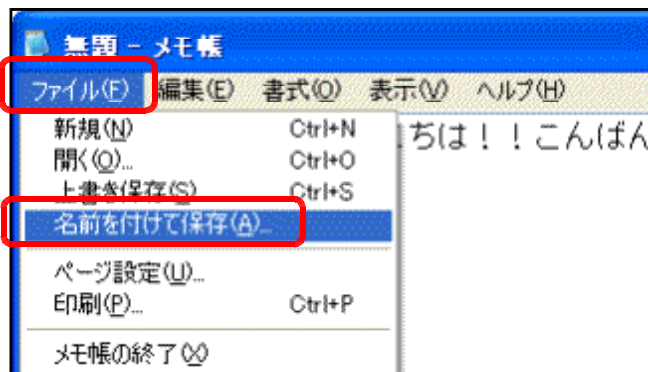 無題 - メモ帳
ファイル(F) 編集(E) 書式(O) 表示(V) ヘルプ(H)
新規(N) Ctrl+N
開く(O)... Ctrl+O
上書き保存(S) Ctrl+S
名前を付けて保存(A)...
ページ設定(U)...
印刷(P)... Ctrl+P
メモ帳の終了(X)
ちは！！こんばん